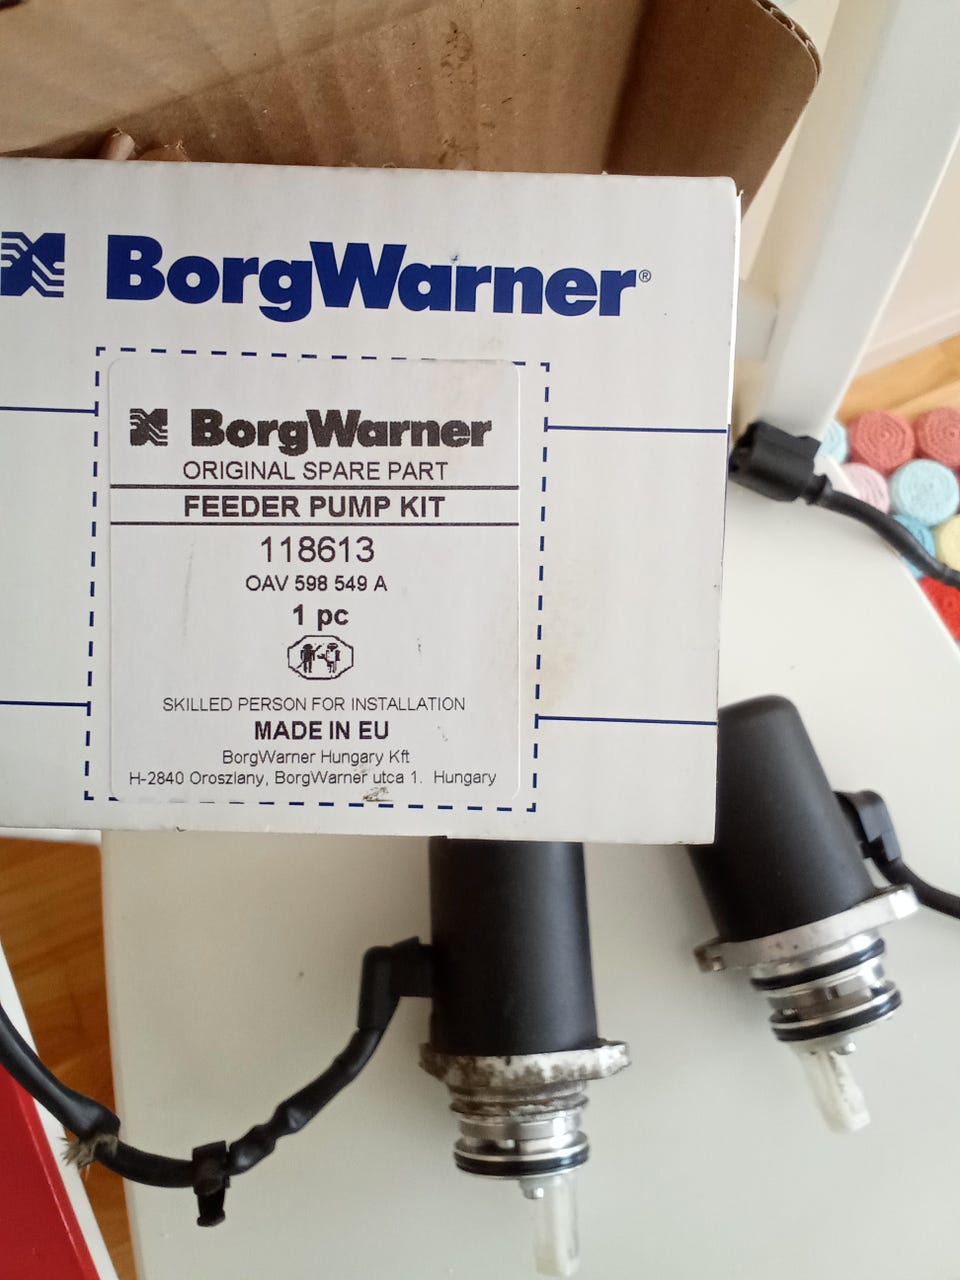 BorgWarner®
BorgWarner
ORIGINAL SPARE PART
FEEDER PUMP KIT
118613
OAV 598 549 A
1 pc
SKILLED PERSON FOR INSTALLATION
MADE IN EU
BorgWarner Hungary Kft
H-2840 Oroszlany, BorgWarner utca 1. Hungary